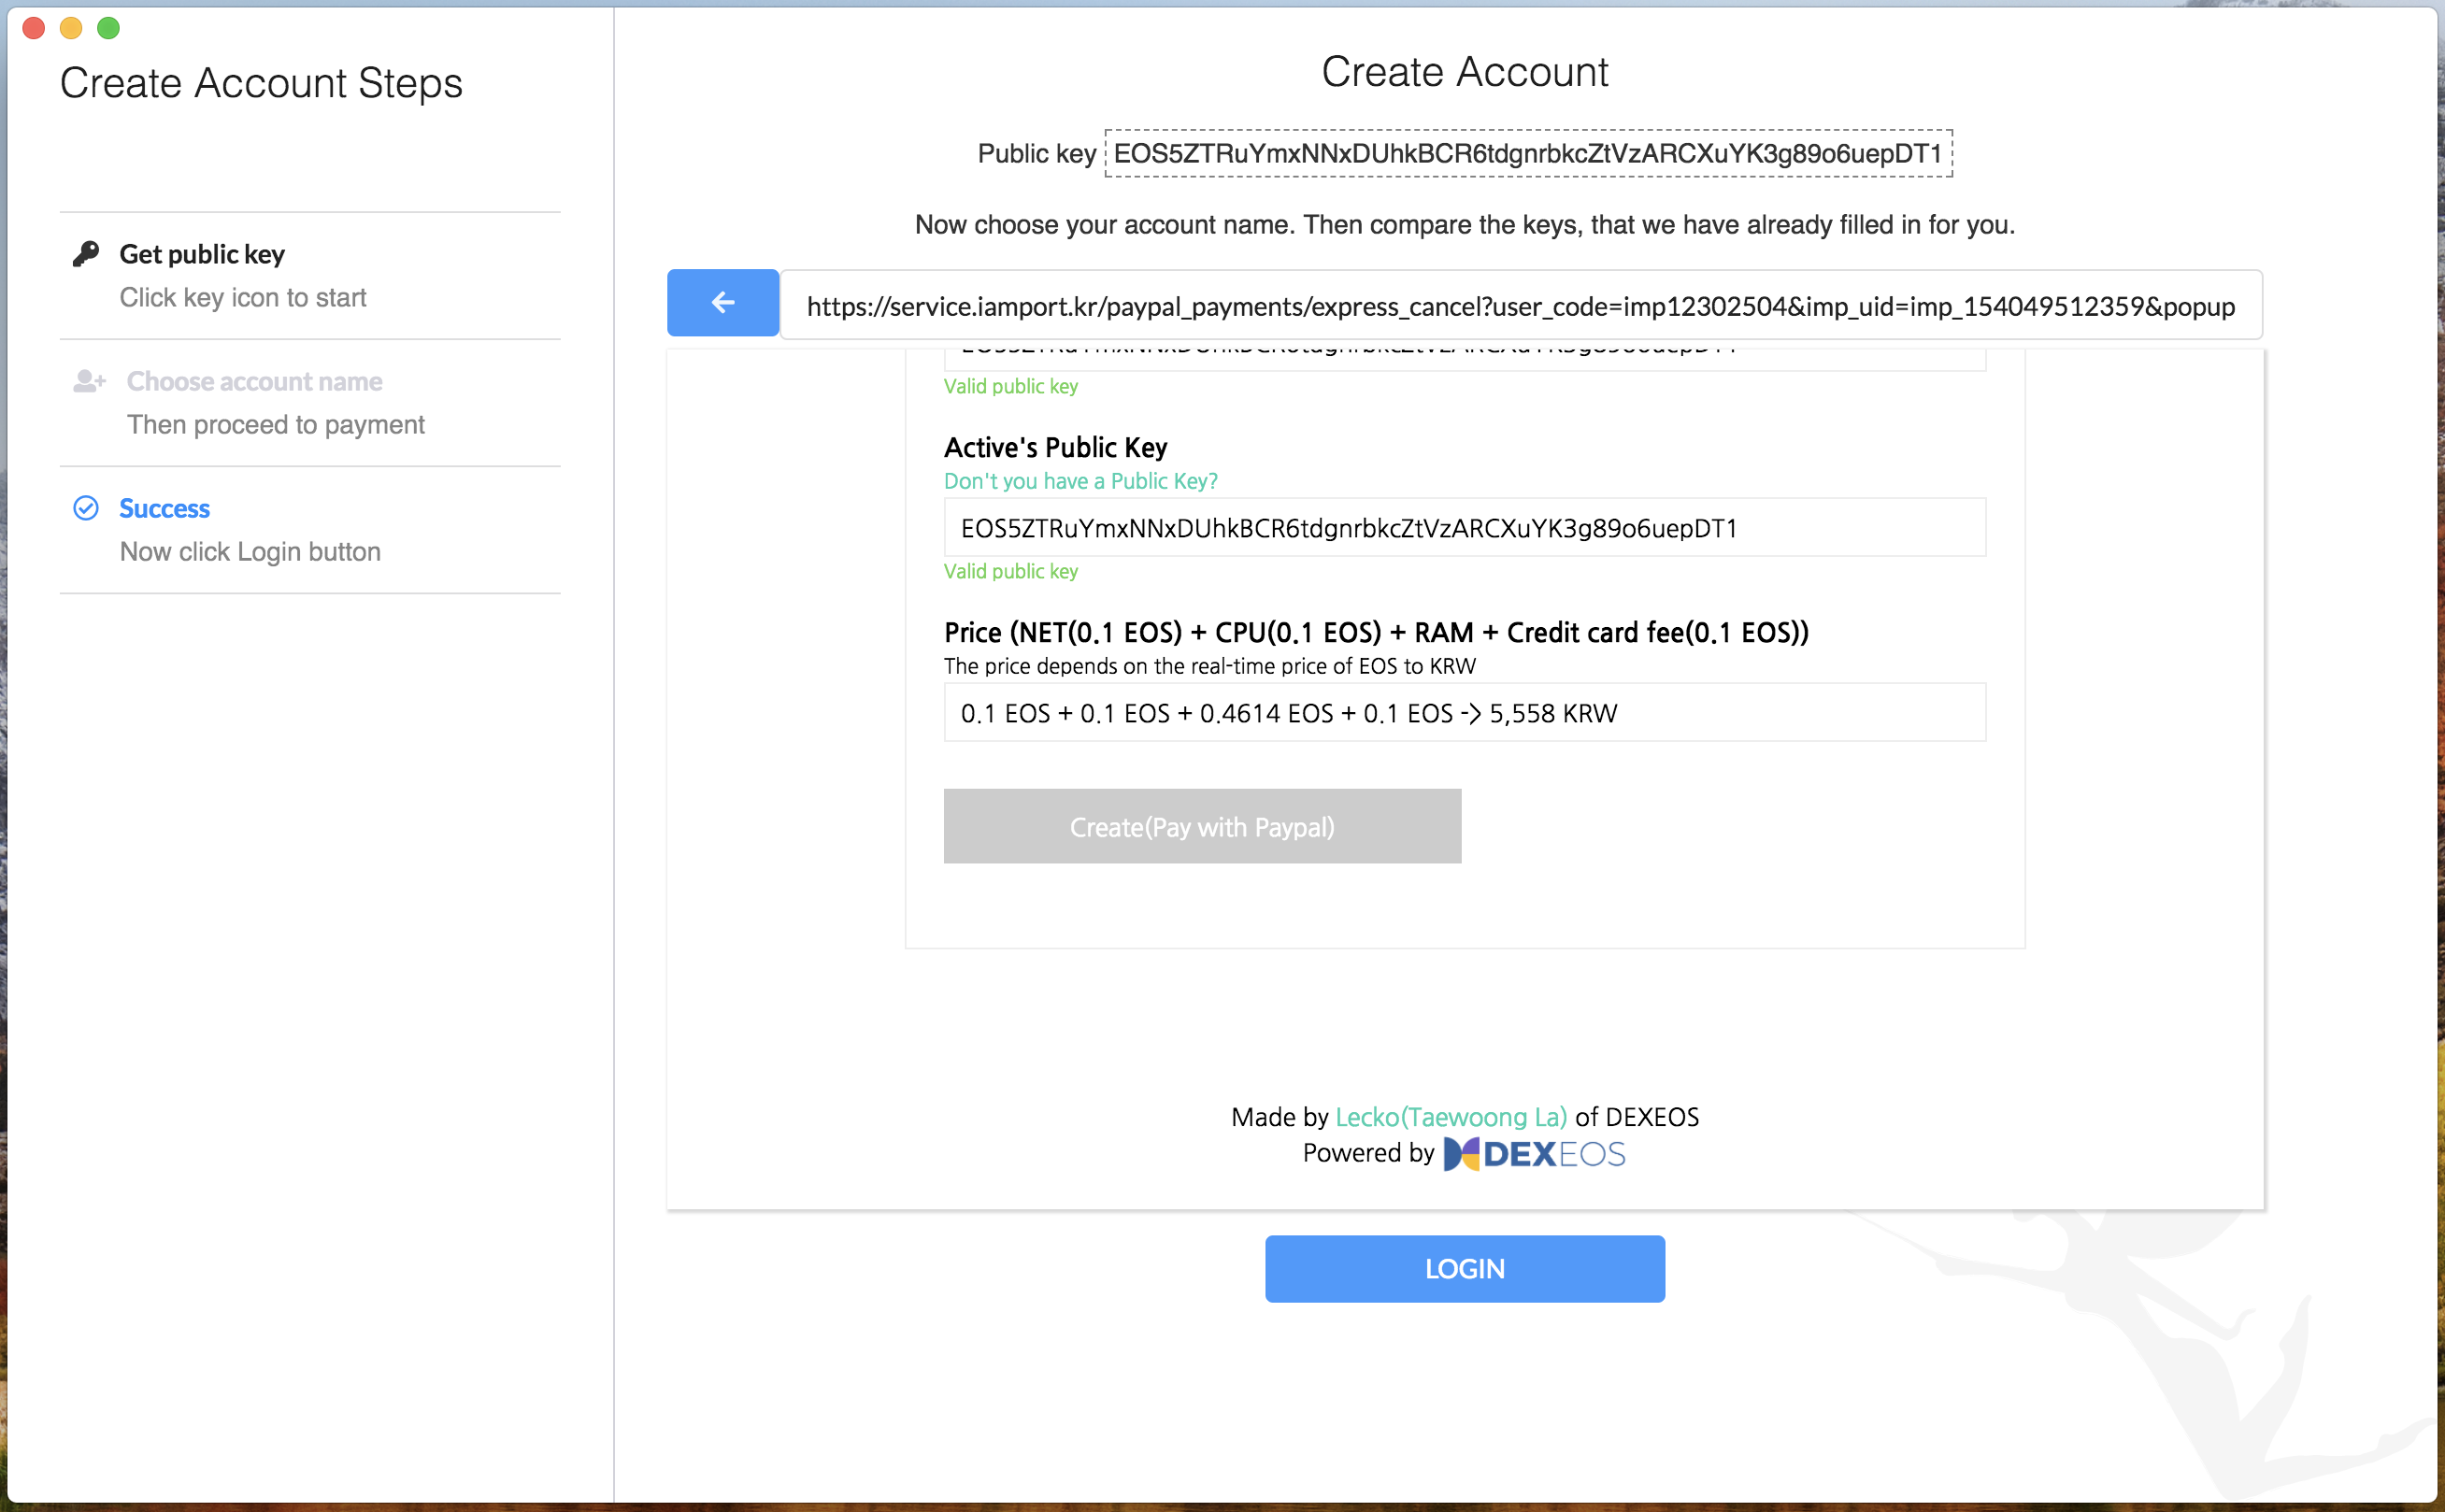 Create Account Steps
Get public key
Click key icon to start
Choose account name
Then proceed to payment
Success
Now click Login button
Create Account
Public key EOS5ZTRuYmxNNxDUhkBCR6tdgnrbkcZtVzARCXuYK3g89o6uepDT1
Now choose your account name. Then compare the keys, that we have already filled in for you.
https://service.iamport.kr/paypal_payments/express_cancel?user_code=imp12302504&imp_uid=imp_154049512359&popup
EOS5ZTRuYmxNNxDUhkBCR6tdgnrbkcZtVzARCXuYK3g89o6uepDT1
Valid public key
Active's Public Key
Don't you have a Public Key?
EOS5ZTRuYmxNNxDUhkBCR6tdgnrbkcZtVzARCXuYK3g89o6uepDT1
Valid public key
Price (NET(0.1 EOS) + CPU(0.1 EOS) + RAM + Credit card fee(0.1 EOS))
The price depends on the real-time price of EOS to KRW
0.1 EOS + 0.1 EOS + 0.4614 EOS + 0.1 EOS -> 5,558 KRW
Create(Pay with Paypal)
Made by Lecko(Taewoong La) of DEXEOS
Powered by DEXEOS
LOGIN